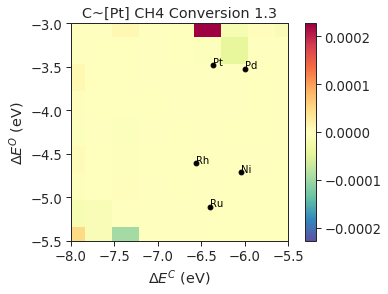 C~[Pt] CH4 Conversion 1.3
−3.0
−3.5
−4.0
−4.5
−5.0
−5.5
ΔE^O (eV)
Pt
Pd
Rh
Ni
Ru
−8.0 −7.5 −7.0 −6.5 −6.0 −5.5
ΔE^C (eV)
0.0002
0.0001
0.0000
−0.0001
−0.0002